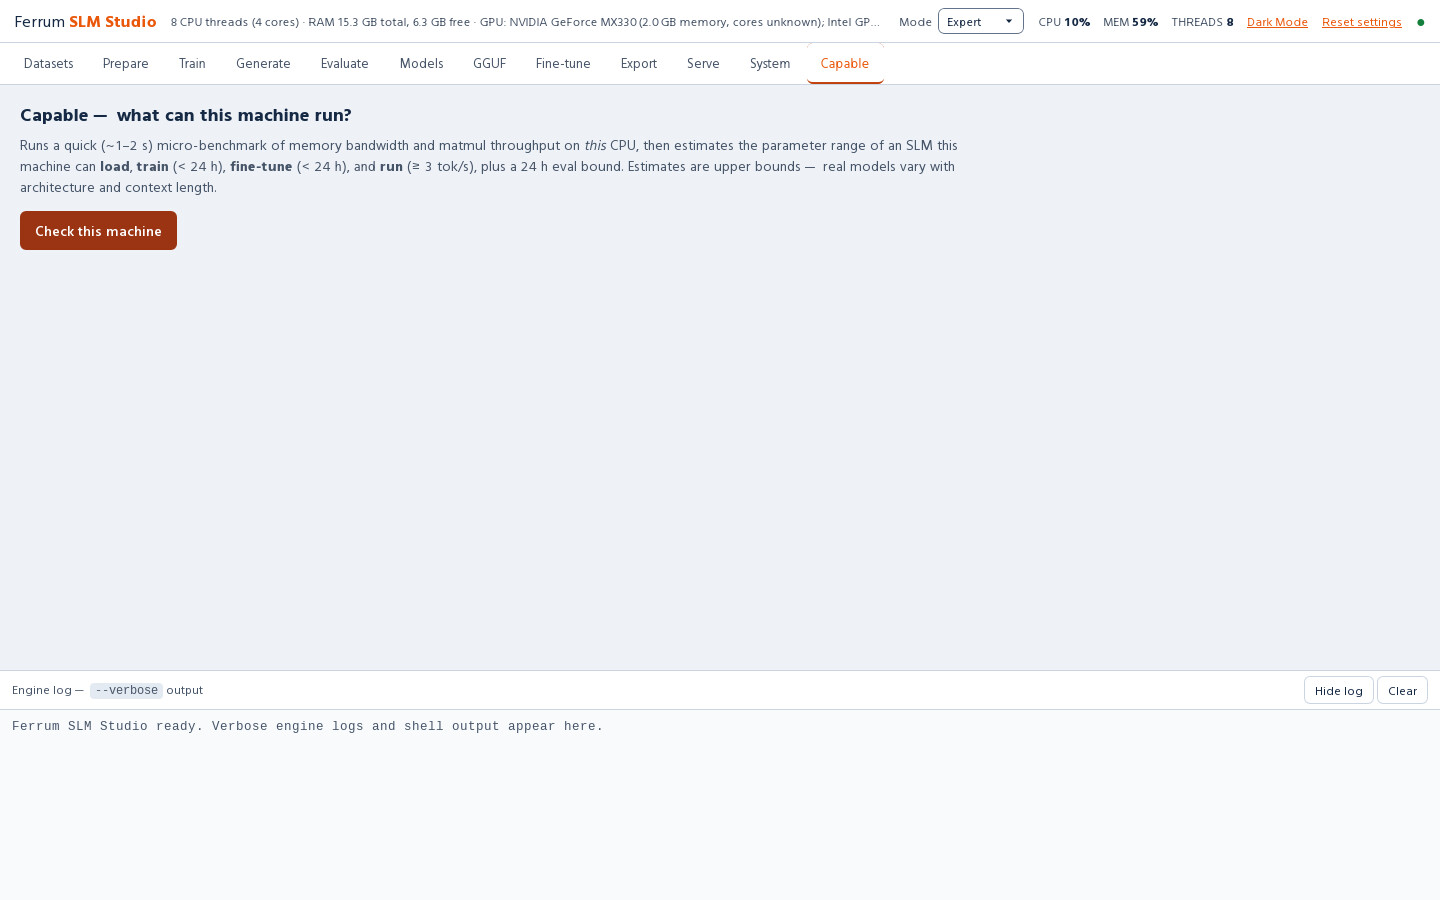 Ferrum SLM Studio
8 CPU threads (4 cores) · RAM 15.3 GB total, 6.3 GB free · GPU: NVIDIA GeForce MX330 (2.0 GB memory, cores unknown); Intel GP...
Mode Expert
CPU 10% MEM 59% THREADS 8 Dark Mode Reset settings
Datasets Prepare Train Generate Evaluate Models GGUF Fine-tune Export Serve System Capable
Capable — what can this machine run?
Runs a quick (~1–2 s) micro-benchmark of memory bandwidth and matmul throughput on this CPU, then estimates the parameter range of an SLM this
machine can load, train (< 24 h), fine-tune (< 24 h), and run (≥ 3 tok/s), plus a 24 h eval bound. Estimates are upper bounds — real models vary with
architecture and context length.
Check this machine
Engine log — --verbose output
Hide log Clear
Ferrum SLM Studio ready. Verbose engine logs and shell output appear here.